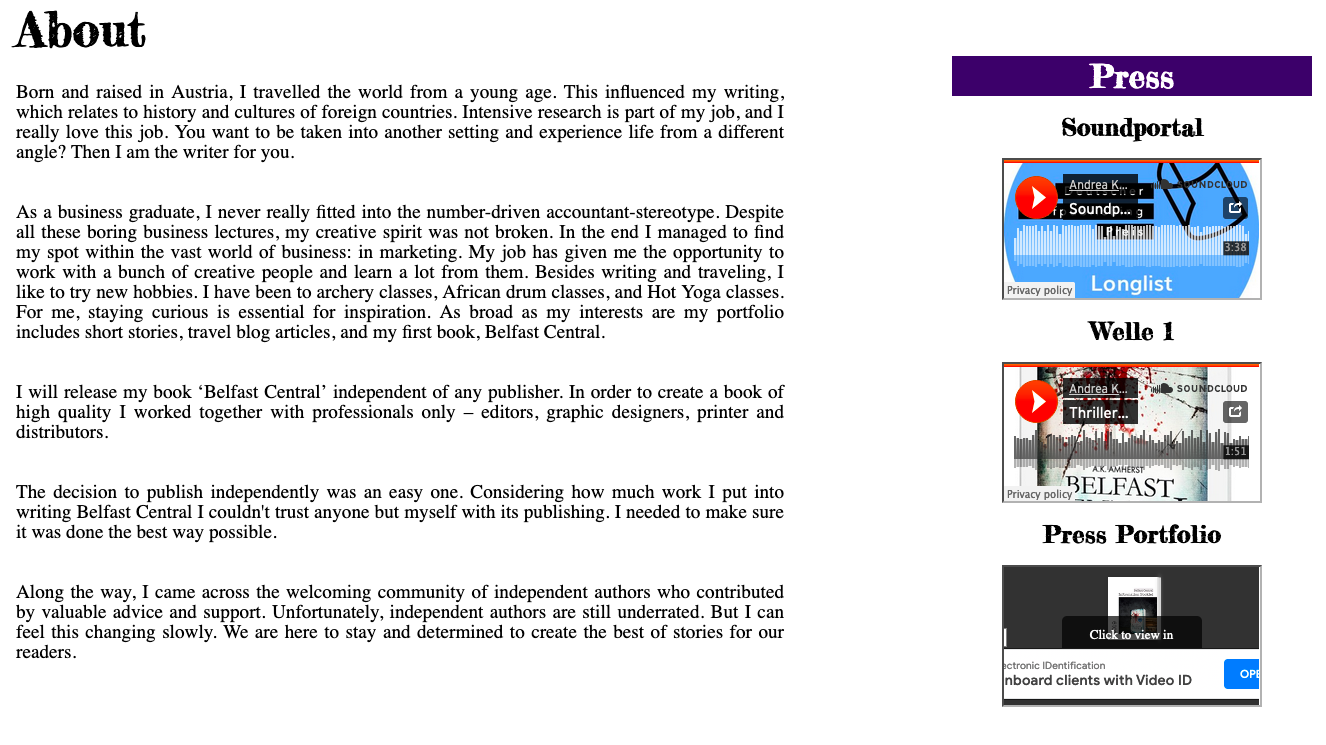 About
Born and raised in Austria, I travelled the world from a young age. This influenced my writing,
which relates to history and cultures of foreign countries. Intensive research is part of my job, and I
really love this job. You want to be taken into another setting and experience life from a different
angle? Then I am the writer for you.
As a business graduate, I never really fitted into the number-driven accountant-stereotype. Despite
all these boring business lectures, my creative spirit was not broken. In the end I managed to find
my spot within the vast world of business: in marketing. My job has given me the opportunity to
work with a bunch of creative people and learn a lot from them. Besides writing and traveling, I
like to try new hobbies. I have been to archery classes, African drum classes, and Hot Yoga classes.
For me, staying curious is essential for inspiration. As broad as my interests are my portfolio
includes short stories, travel blog articles, and my first book, Belfast Central.
I will release my book ‘Belfast Central’ independent of any publisher. In order to create a book of
high quality I worked together with professionals only – editors, graphic designers, printer and
distributors.
The decision to publish independently was an easy one. Considering how much work I put into
writing Belfast Central I couldn't trust anyone but myself with its publishing. I needed to make sure
it was done the best way possible.
Along the way, I came across the welcoming community of independent authors who contributed
by valuable advice and support. Unfortunately, independent authors are still underrated. But I can
feel this changing slowly. We are here to stay and determined to create the best of stories for our
readers.
Press
Soundportal
Andrea K...
SOUNDCLOUD
Soundp...
Preis
3:38
Longlist
Privacy policy
Welle 1
Andrea K...
SOUNDCLOUD
Thriller...
1:51
A.K. AMHERST
BELFAST
Privacy policy
Press Portfolio
Click to view in
ectronic IDentification
nboard clients with Video ID
OPE